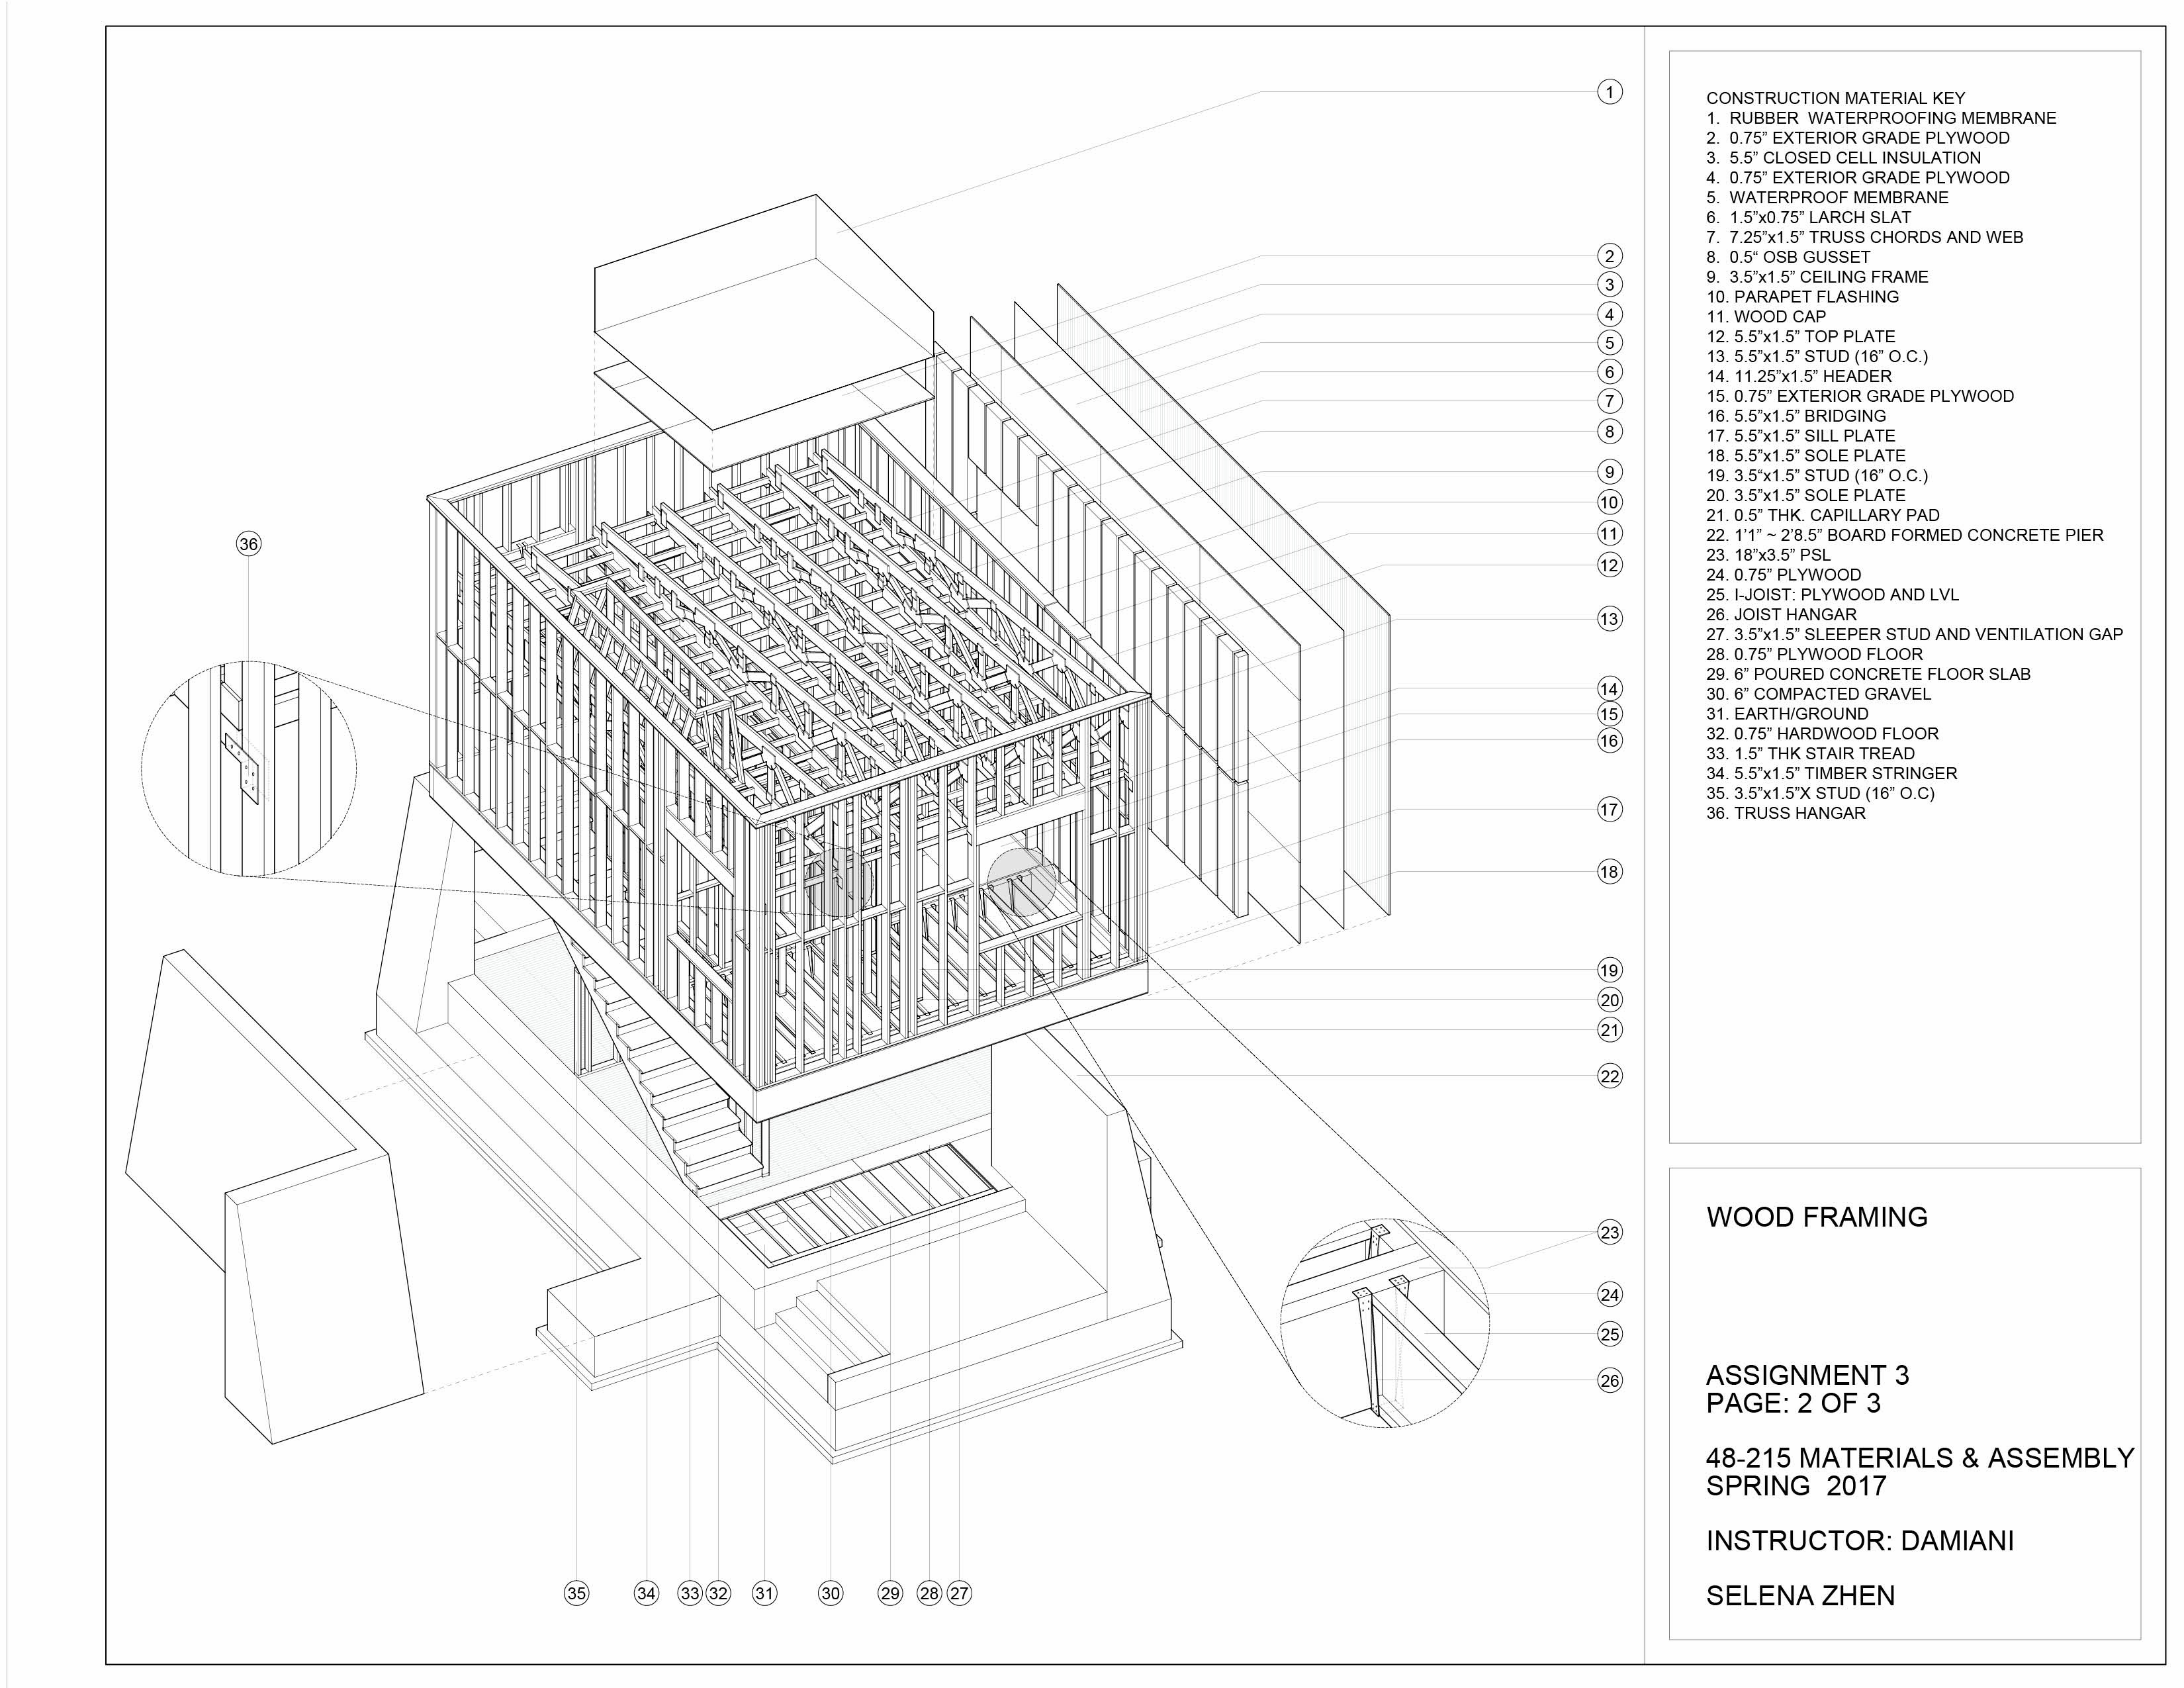 1
2
3
4
5
6
7
8
9
10
11
12
13
14
15
16
17
18
19
20
21
22
23
24
25
26
36
35
34
33
32
31
30
29
28
27
CONSTRUCTION MATERIAL KEY
1. RUBBER WATERPROOFING MEMBRANE
2. 0.75” EXTERIOR GRADE PLYWOOD
3. 5.5” CLOSED CELL INSULATION
4. 0.75” EXTERIOR GRADE PLYWOOD
5. WATERPROOF MEMBRANE
6. 1.5”x0.75” LARCH SLAT
7. 7.25”x1.5” TRUSS CHORDS AND WEB
8. 0.5“ OSB GUSSET
9. 3.5”x1.5” CEILING FRAME
10. PARAPET FLASHING
11. WOOD CAP
12. 5.5”x1.5” TOP PLATE
13. 5.5”x1.5” STUD (16” O.C.)
14. 11.25”x1.5” HEADER
15. 0.75” EXTERIOR GRADE PLYWOOD
16. 5.5”x1.5” BRIDGING
17. 5.5”x1.5” SILL PLATE
18. 5.5”x1.5” SOLE PLATE
19. 3.5“x1.5” STUD (16” O.C.)
20. 3.5”x1.5” SOLE PLATE
21. 0.5” THK. CAPILLARY PAD
22. 1’1” ~ 2’8.5” BOARD FORMED CONCRETE PIER
23. 18”x3.5” PSL
24. 0.75” PLYWOOD
25. I-JOIST: PLYWOOD AND LVL
26. JOIST HANGAR
27. 3.5”x1.5” SLEEPER STUD AND VENTILATION GAP
28. 0.75” PLYWOOD FLOOR
29. 6” POURED CONCRETE FLOOR SLAB
30. 6” COMPACTED GRAVEL
31. EARTH/GROUND
32. 0.75” HARDWOOD FLOOR
33. 1.5” THK STAIR TREAD
34. 5.5”x1.5” TIMBER STRINGER
35. 3.5”x1.5”X STUD (16” O.C)
36. TRUSS HANGAR
WOOD FRAMING
ASSIGNMENT 3
PAGE: 2 OF 3
48-215 MATERIALS & ASSEMBLY
SPRING 2017
INSTRUCTOR: DAMIANI
SELENA ZHEN